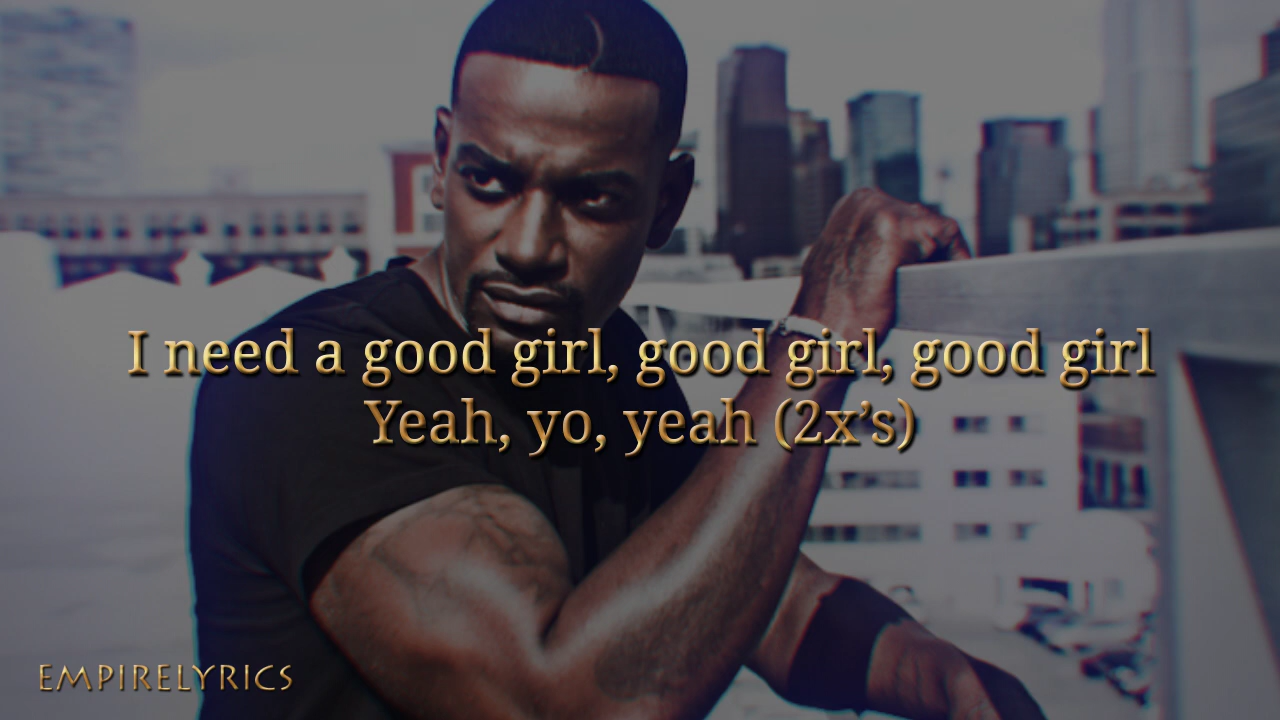 I need a good girl, good girl, good girl
Yeah, yo, yeah (2x’s)
EMPIRELYRICS